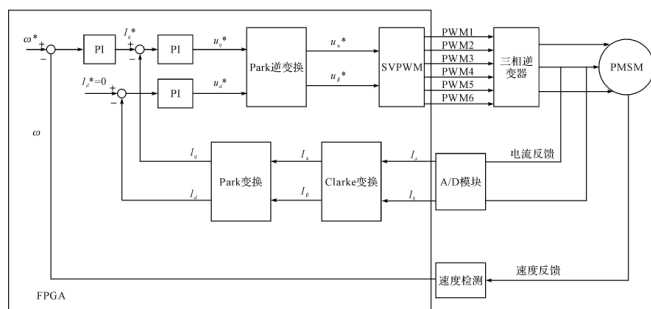 ω*
+
−
PI
I_q*
+
−
PI
u_q*
Park逆变换
u_α*
u_β*
SVPWM
PWM1
PWM2
PWM3
PWM4
PWM5
PWM6
三相逆变器
PMSM
I_d*=0
+
−
PI
u_d*
ω
I_q
I_d
Park变换
I_α
I_β
Clarke变换
I_a
I_b
A/D模块
电流反馈
速度检测
速度反馈
FPGA